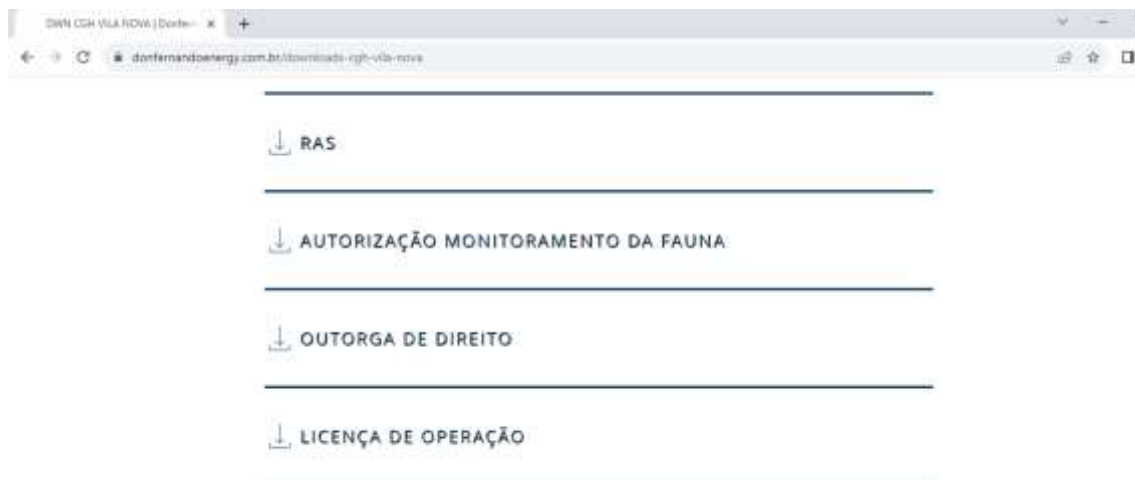 DWN CGH VILA NOVA | Donfer
donfernandoenergy.com.br/downloads-cgh-vila-nova
RAS
AUTORIZAÇÃO MONITORAMENTO DA FAUNA
OUTORGA DE DIREITO
LICENÇA DE OPERAÇÃO